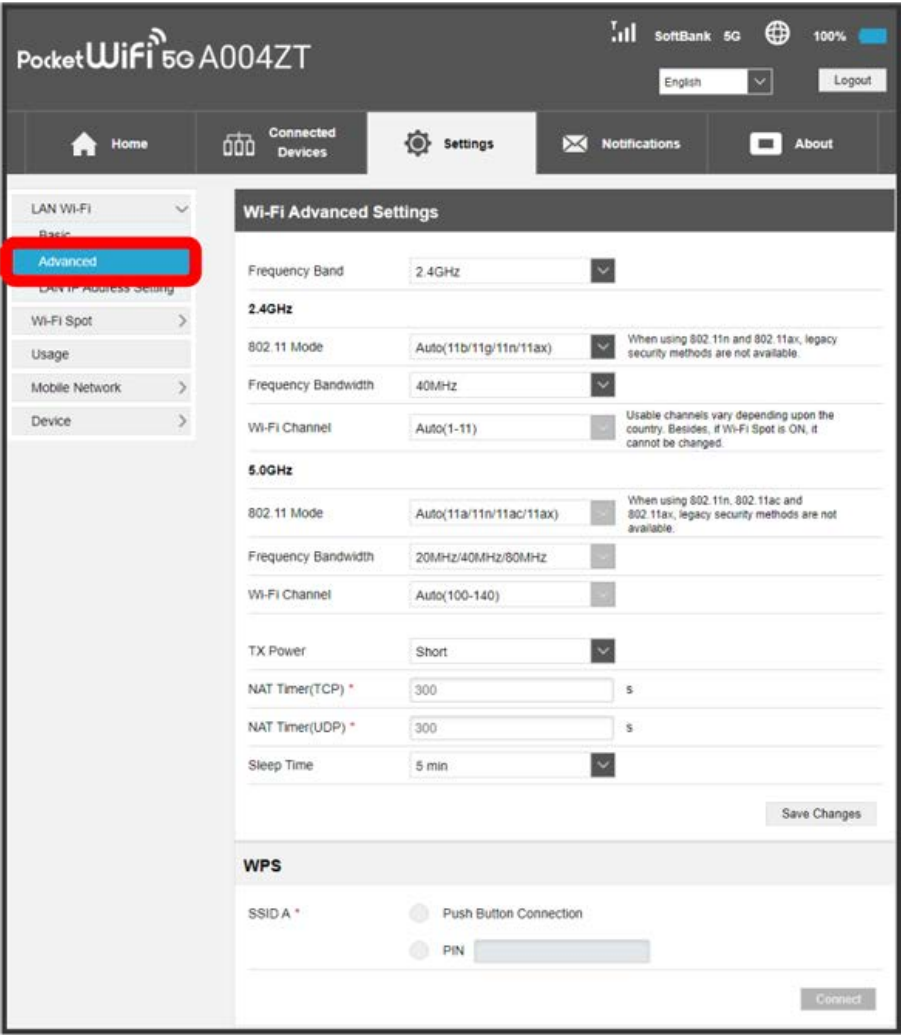 PocketWiFi 5G A004ZT
SoftBank 5G 100%
English
Logout
Home
Connected
Devices
Settings
Notifications
About
LAN Wi-Fi
Basic
Advanced
LAN IP Address Setting
Wi-Fi Spot
Usage
Mobile Network
Device
Wi-Fi Advanced Settings
Frequency Band 2.4GHz
2.4GHz
802.11 Mode Auto(11b/11g/11n/11ax)
When using 802.11n and 802.11ax, legacy
security methods are not available.
Frequency Bandwidth 40MHz
Wi-Fi Channel Auto(1-11)
Usable channels vary depending upon the
country. Besides, if Wi-Fi Spot is ON, it
cannot be changed.
5.0GHz
802.11 Mode Auto(11a/11n/11ac/11ax)
When using 802.11n, 802.11ac and
802.11ax, legacy security methods are not
available.
Frequency Bandwidth 20MHz/40MHz/80MHz
Wi-Fi Channel Auto(100-140)
TX Power Short
NAT Timer(TCP) * 300 s
NAT Timer(UDP) * 300 s
Sleep Time 5 min
Save Changes
WPS
SSID A * Push Button Connection
PIN
Connect